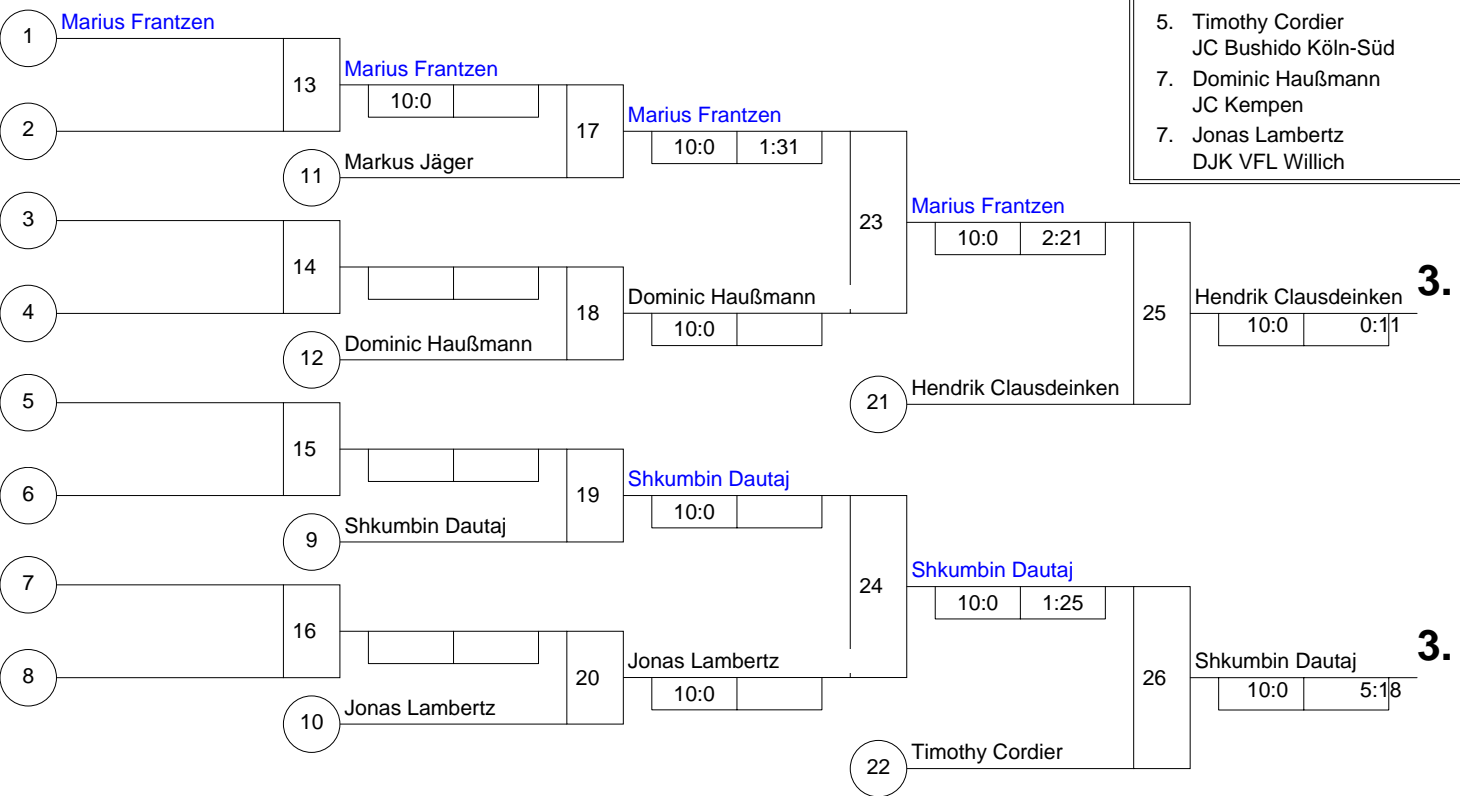 5. Timothy Cordier
JC Bushido Köln-Süd
7. Dominic Haußmann
JC Kempen
7. Jonas Lambertz
DJK VFL Willich
1 Marius Frantzen
2
13 Marius Frantzen
10:0
11 Markus Jäger
17 Marius Frantzen
10:0 1:31
3
4
14
12 Dominic Haußmann
18 Dominic Haußmann
10:0
23 Marius Frantzen
10:0 2:21
21 Hendrik Clausdeinken
25 Hendrik Clausdeinken 3.
10:0 0:11
5
6
15
9 Shkumbin Dautaj
19 Shkumbin Dautaj
10:0
7
8
16
10 Jonas Lambertz
20 Jonas Lambertz
10:0
24 Shkumbin Dautaj
10:0 1:25
22 Timothy Cordier
26 Shkumbin Dautaj 3.
10:0 5:18